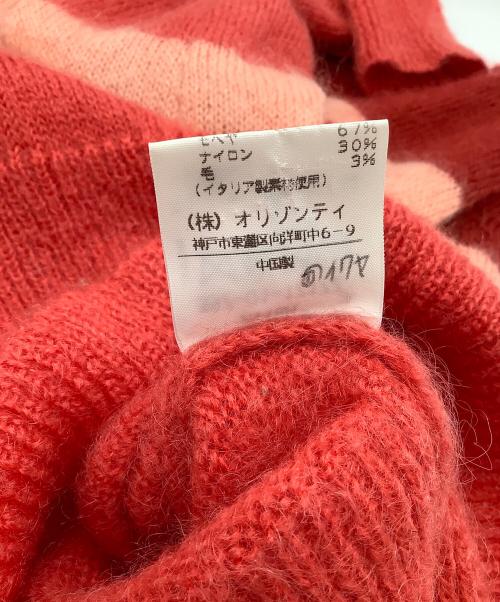 モヘヤ 67%
ナイロン 30%
毛 3%
(イタリア製素材使用)
(株) オリゾンティ
神戸市東灘区向洋町中6-9
中国製